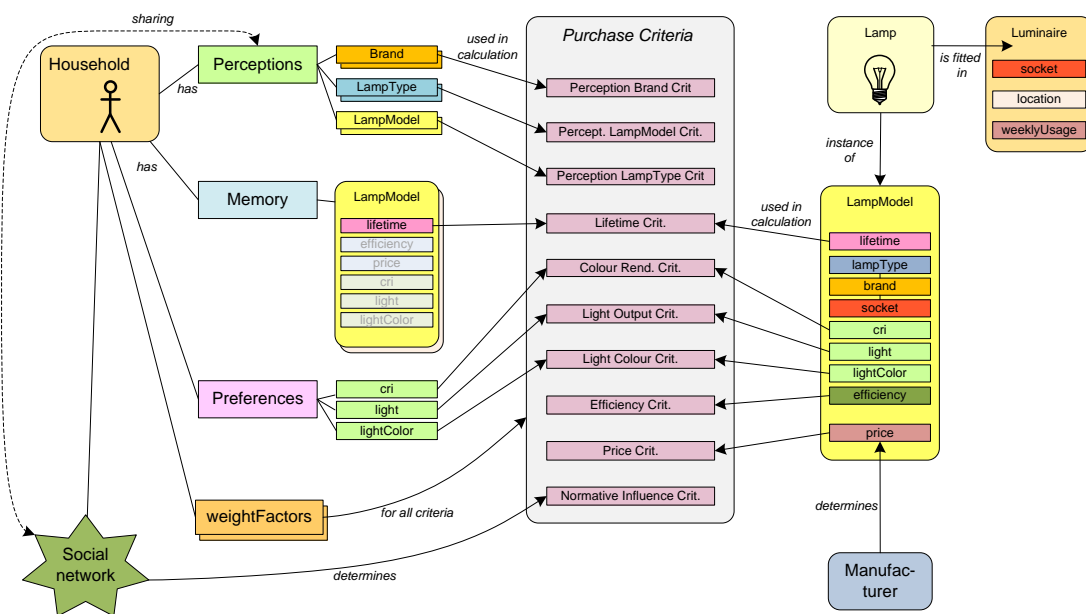 sharing
Household
has
has
Perceptions
Brand
LampType
LampModel
used in
calculation
Memory
LampModel
lifetime
efficiency
price
cri
light
lightColor
Preferences
cri
light
lightColor
weightFactors
for all criteria
Social
network
determines
Purchase Criteria
Perception Brand Crit
Percept. LampModel Crit.
Perception LampType Crit
Lifetime Crit.
Colour Rend. Crit.
Light Output Crit.
Light Colour Crit.
Efficiency Crit.
Price Crit.
Normative Influence Crit.
Lamp
is fitted
in
Luminaire
socket
location
weeklyUsage
instance
of
used in
calculation
LampModel
lifetime
lampType
brand
socket
cri
light
lightColor
efficiency
price
determines
Manufac-
turer